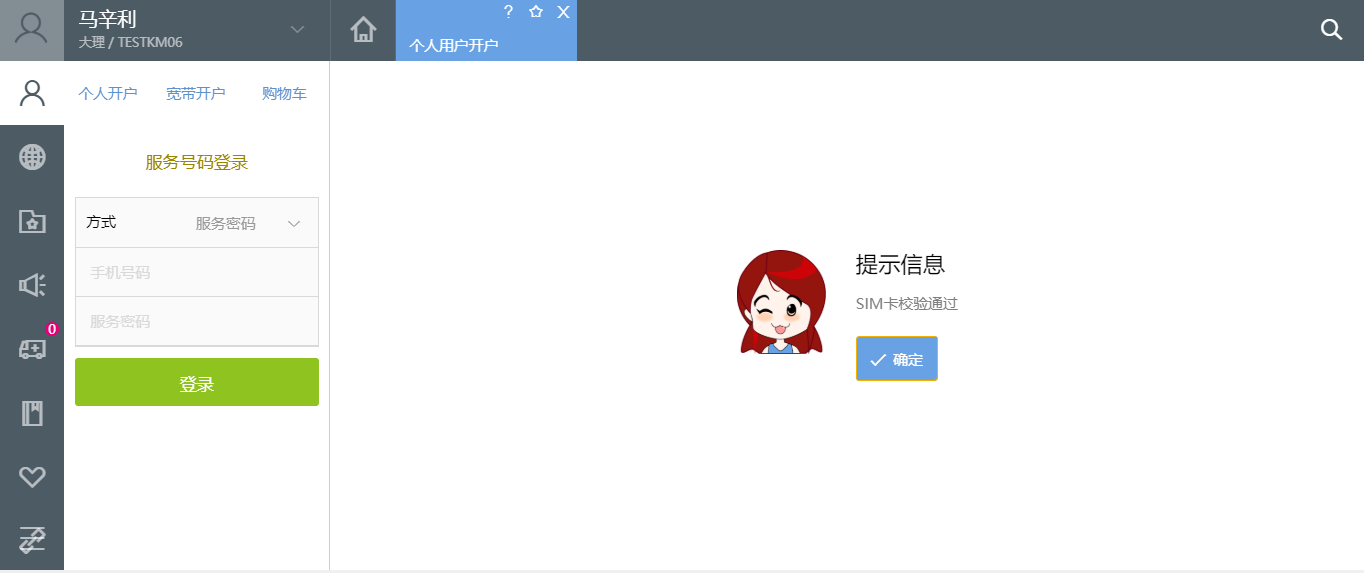 马辛利
大理 / TESTKM06
? X
个人用户开户
个人开户 宽带开户 购物车
服务号码登录
方式 服务密码
手机号码
服务密码
登录
0
提示信息
SIM卡校验通过
确定